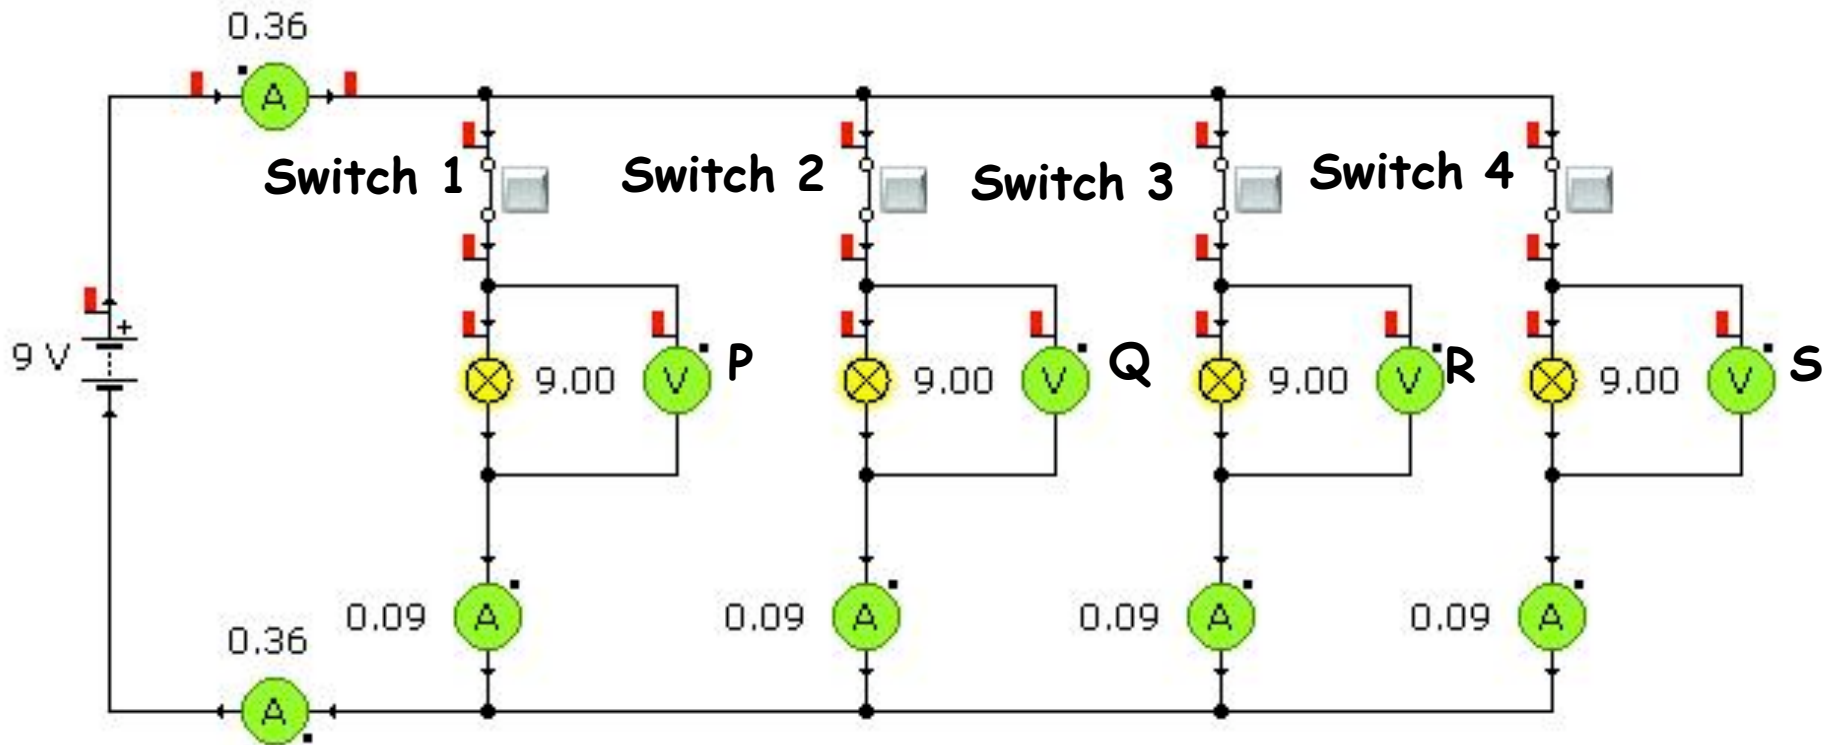 0.36
A
Switch 1
Switch 2
Switch 3
Switch 4
+
9 V
9.00
V
P
9.00
V
Q
9.00
V
R
9.00
V
S
0.09
A
0.09
A
0.09
A
0.09
A
0.36
A